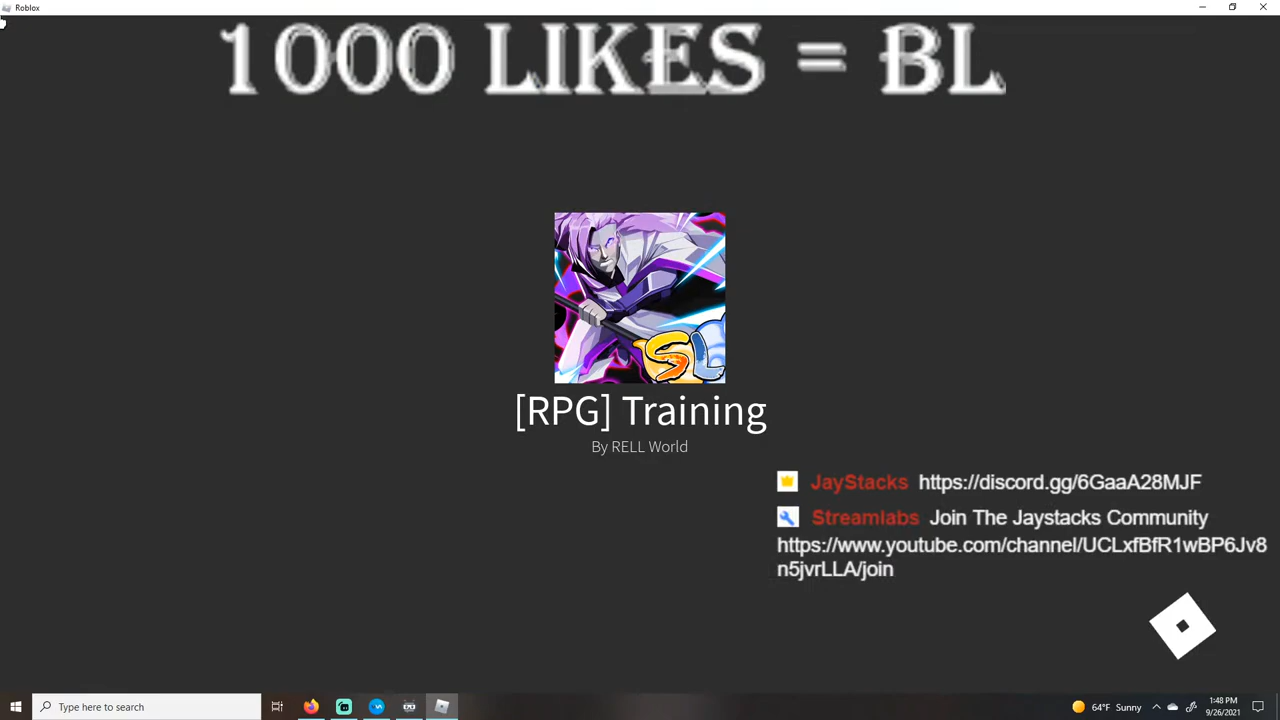 Roblox
1000 LIKES = BL
SL
[RPG] Training
By RELL World
JayStacks https://discord.gg/6GaaA28MJF
Streamlabs Join The Jaystacks Community
https://www.youtube.com/channel/UCLxfBfR1wBP6Jv8
n5jvrLLA/join
Type here to search
64°F Sunny
1:48 PM
9/26/2021